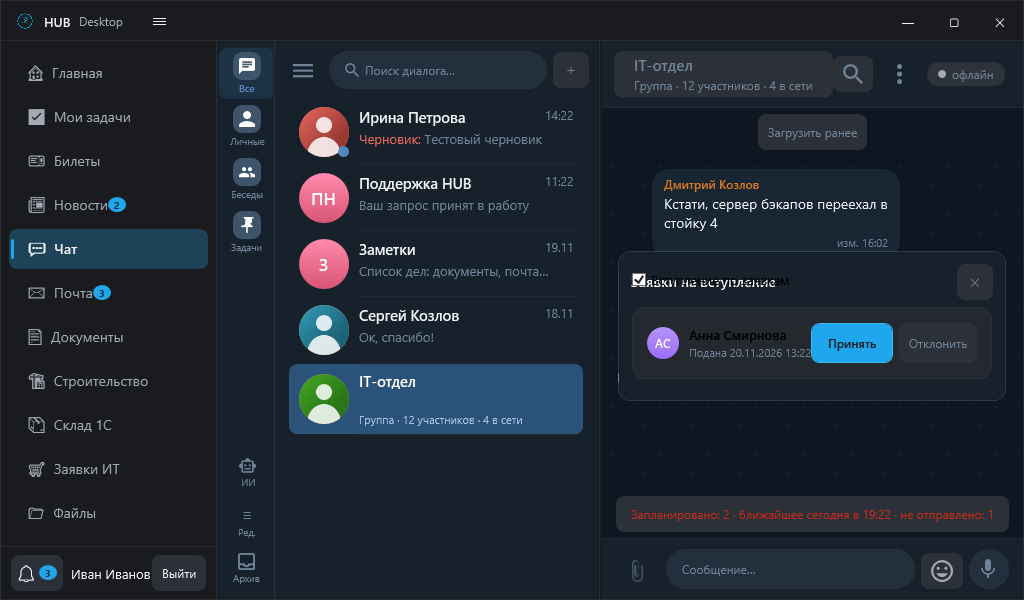 HUB Desktop
Главная
Мои задачи
Билеты
Новости 2
Чат
Почта 3
Документы
Строительство
Склад 1С
Заявки ИТ
Файлы
3 Иван Иванов Выйти
Все
Личные
Беседы
Задачи
ИИ
Ред.
Архив
Поиск диалога...
+
Ирина Петрова 14:22
Черновик: Тестовый черновик
ПН
Поддержка HUB 11:22
Ваш запрос принят в работу
З
Заметки 19.11
Список дел: документы, почта...
Сергей Козлов 18.11
Ок, спасибо!
IT-отдел
Группа · 12 участников · 4 в сети
IT-отдел
Группа · 12 участников · 4 в сети
офлайн
Загрузить ранее
Дмитрий Козлов
Кстати, сервер бэкапов переехал в
стойку 4
изм. 16:02
Заявки на вступление
АС
Анна Смирнова
Подана 20.11.2026 13:22
Принять
Отклонить
Запланировано: 2 · ближайшее сегодня в 19:22 · не отправлено: 1
Сообщение...